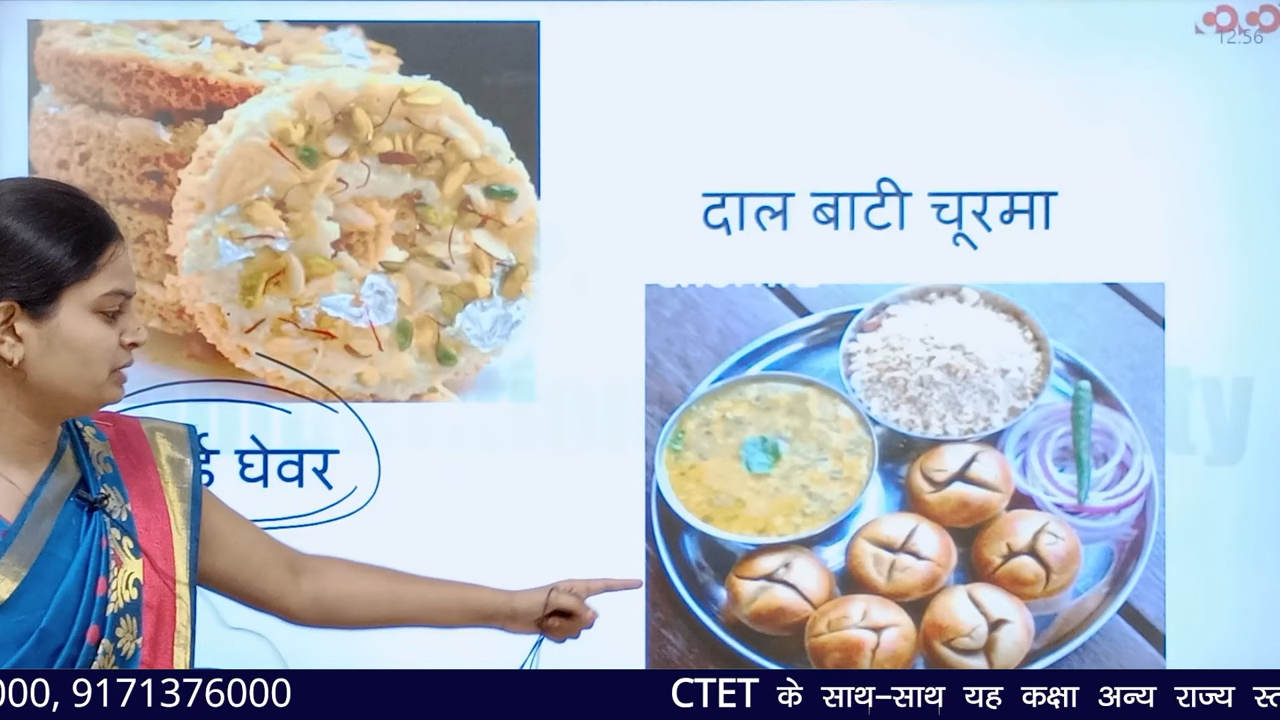 12:56
दाल बाटी चूरमा
घेवर
000, 9171376000
CTET के साथ-साथ यह कक्षा अन्य राज्य